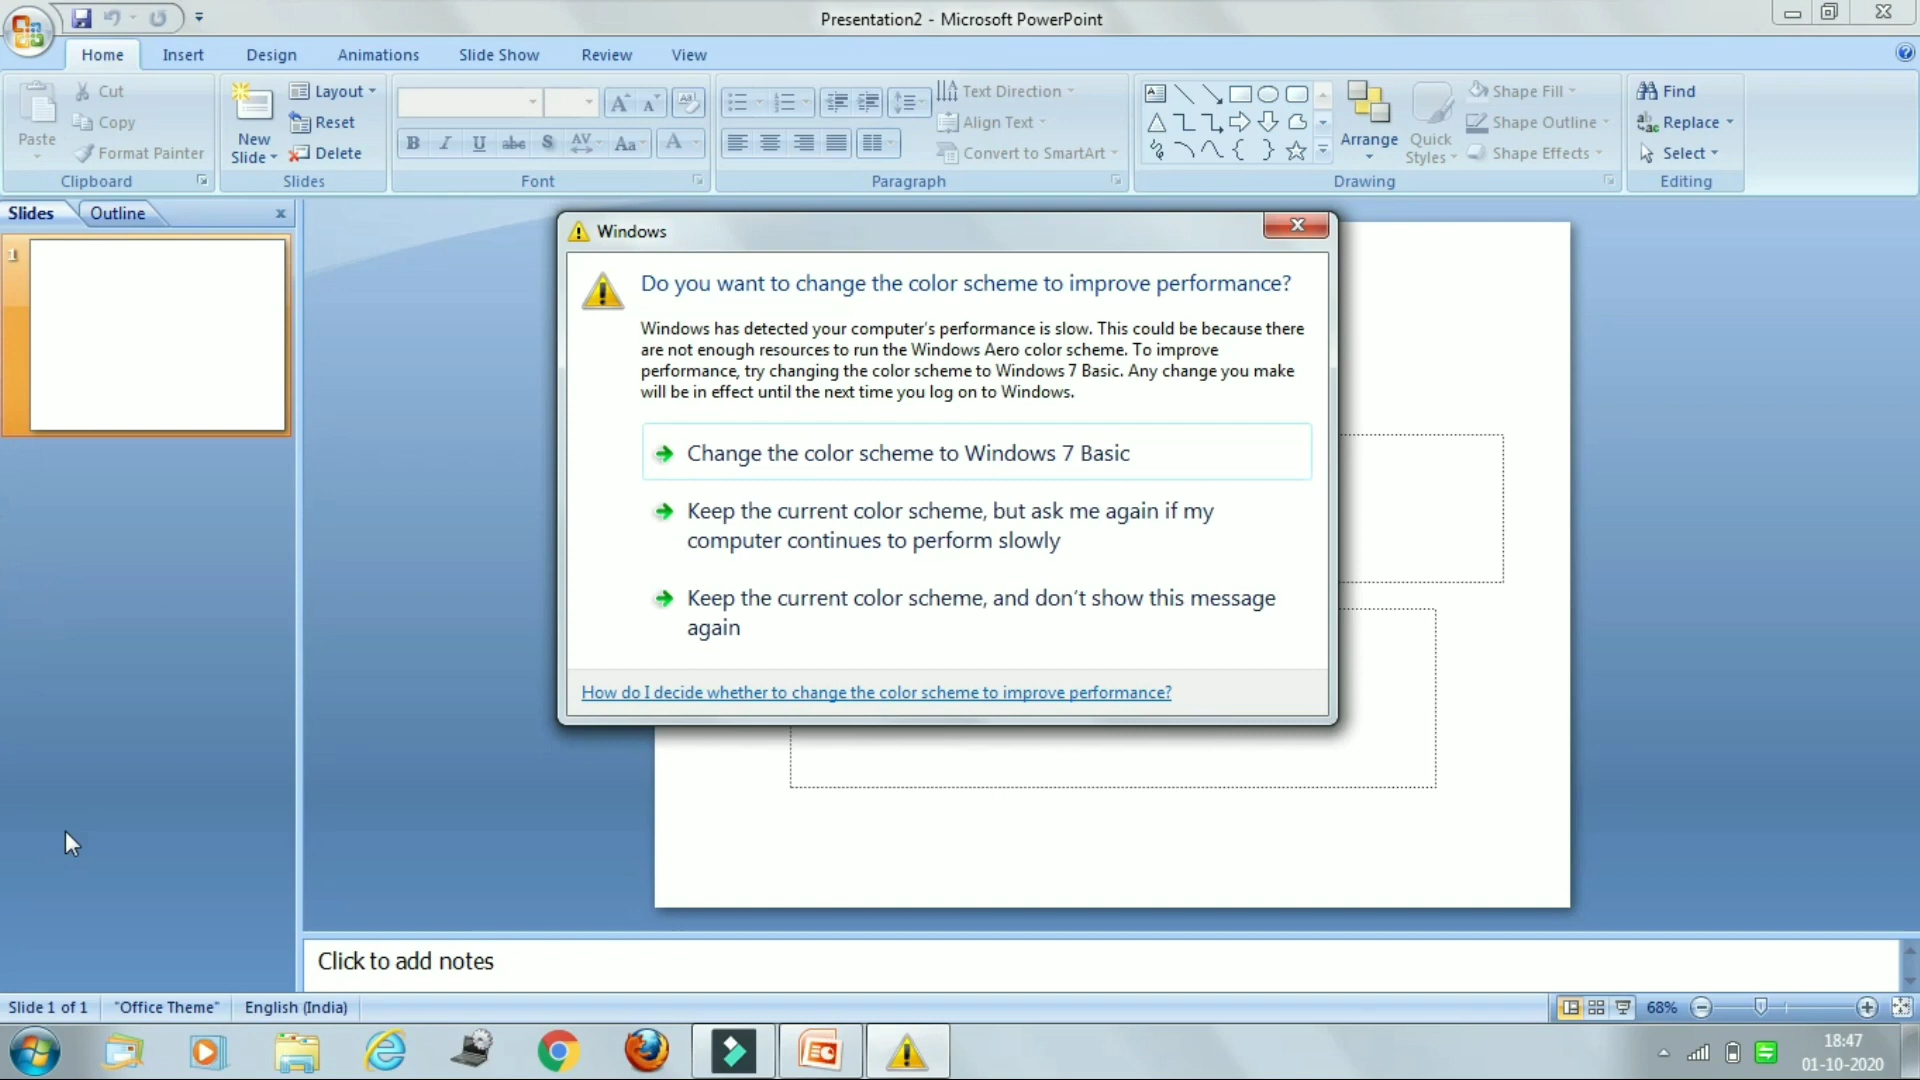 Presentation2 - Microsoft PowerPoint
Home Insert Design Animations Slide Show Review View
Paste
Cut
Copy
Format Painter
Clipboard
New
Slide
Layout
Reset
Delete
Slides
B I U abc S AV Aa A
Font
Text Direction
Align Text
Convert to SmartArt
Paragraph
Arrange
Quick
Styles
Shape Fill
Shape Outline
Shape Effects
Drawing
Find
Replace
Select
Editing
Slides Outline x
1
Windows
Do you want to change the color scheme to improve performance?
Windows has detected your computer's performance is slow. This could be because there
are not enough resources to run the Windows Aero color scheme. To improve
performance, try changing the color scheme to Windows 7 Basic. Any change you make
will be in effect until the next time you log on to Windows.
Change the color scheme to Windows 7 Basic
Keep the current color scheme, but ask me again if my
computer continues to perform slowly
Keep the current color scheme, and don't show this message
again
How do I decide whether to change the color scheme to improve performance?
Click to add notes
Slide 1 of 1 "Office Theme" English (India) 68%
18:47
01-10-2020